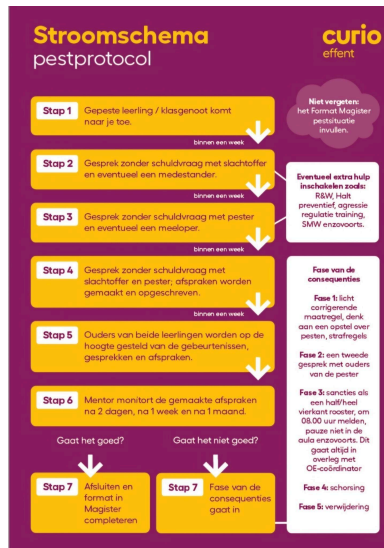 Stroomschema
pestprotocol
curio
effent
Niet vergeten:
het Format Magister
pestsituatie
invullen.
Stap 1
Gepeste leerling / klasgenoot komt
naar je toe.
binnen een week
Stap 2
Gesprek zonder schuldvraag met slachtoffer
en eventueel een medestander.
binnen een week
Stap 3
Gesprek zonder schuldvraag met pester
en eventueel een meeloper.
binnen een week
Eventueel extra hulp
inschakelen zoals:
R&W, Halt
preventief, agressie
regulatie training,
SMW enzovoorts.
Stap 4
Gesprek zonder schuldvraag met
slachtoffer en pester; afspraken worden
gemaakt en opgeschreven.
binnen een week
Stap 5
Ouders van beide leerlingen worden op de
hoogte gesteld van de gebeurtenissen,
gesprekken en afspraken.
Stap 6
Mentor monitort de gemaakte afspraken
na 2 dagen, na 1 week en na 1 maand.
Gaat het goed?
Gaat het niet goed?
Stap 7
Afsluiten en
format in
Magister
completeren
Stap 7
Fase van de
consequenties
gaat in
Fase van de
consequenties
Fase 1: licht
corrigerende
maatregel, denk
aan een opstel over
pesten, strafregels
Fase 2: een tweede
gesprek met ouders
van de pester
Fase 3: sancties als
een half/heel
vierkant rooster, om
08.00 uur melden,
pauze niet in de
aula enzovoorts. Dit
gaat altijd in
overleg met
OE-coördinator
Fase 4: schorsing
Fase 5: verwijdering